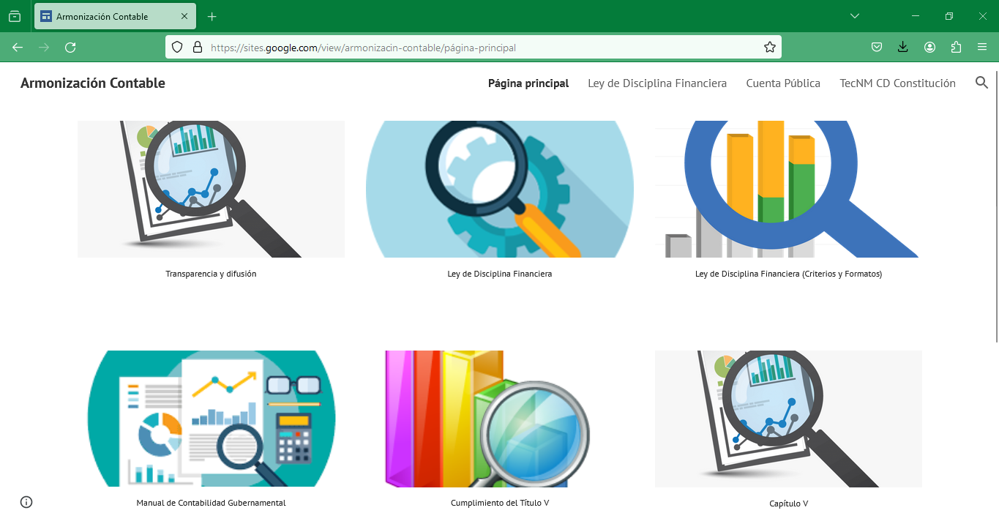 Armonización Contable
https://sites.google.com/view/armonizacin-contable/página-principal
Armonización Contable
Página principal Ley de Disciplina Financiera Cuenta Pública TecNM CD Constitución
Transparencia y difusión
Ley de Disciplina Financiera
Ley de Disciplina Financiera (Criterios y Formatos)
Manual de Contabilidad Gubernamental
Cumplimiento del Título V
Capítulo V